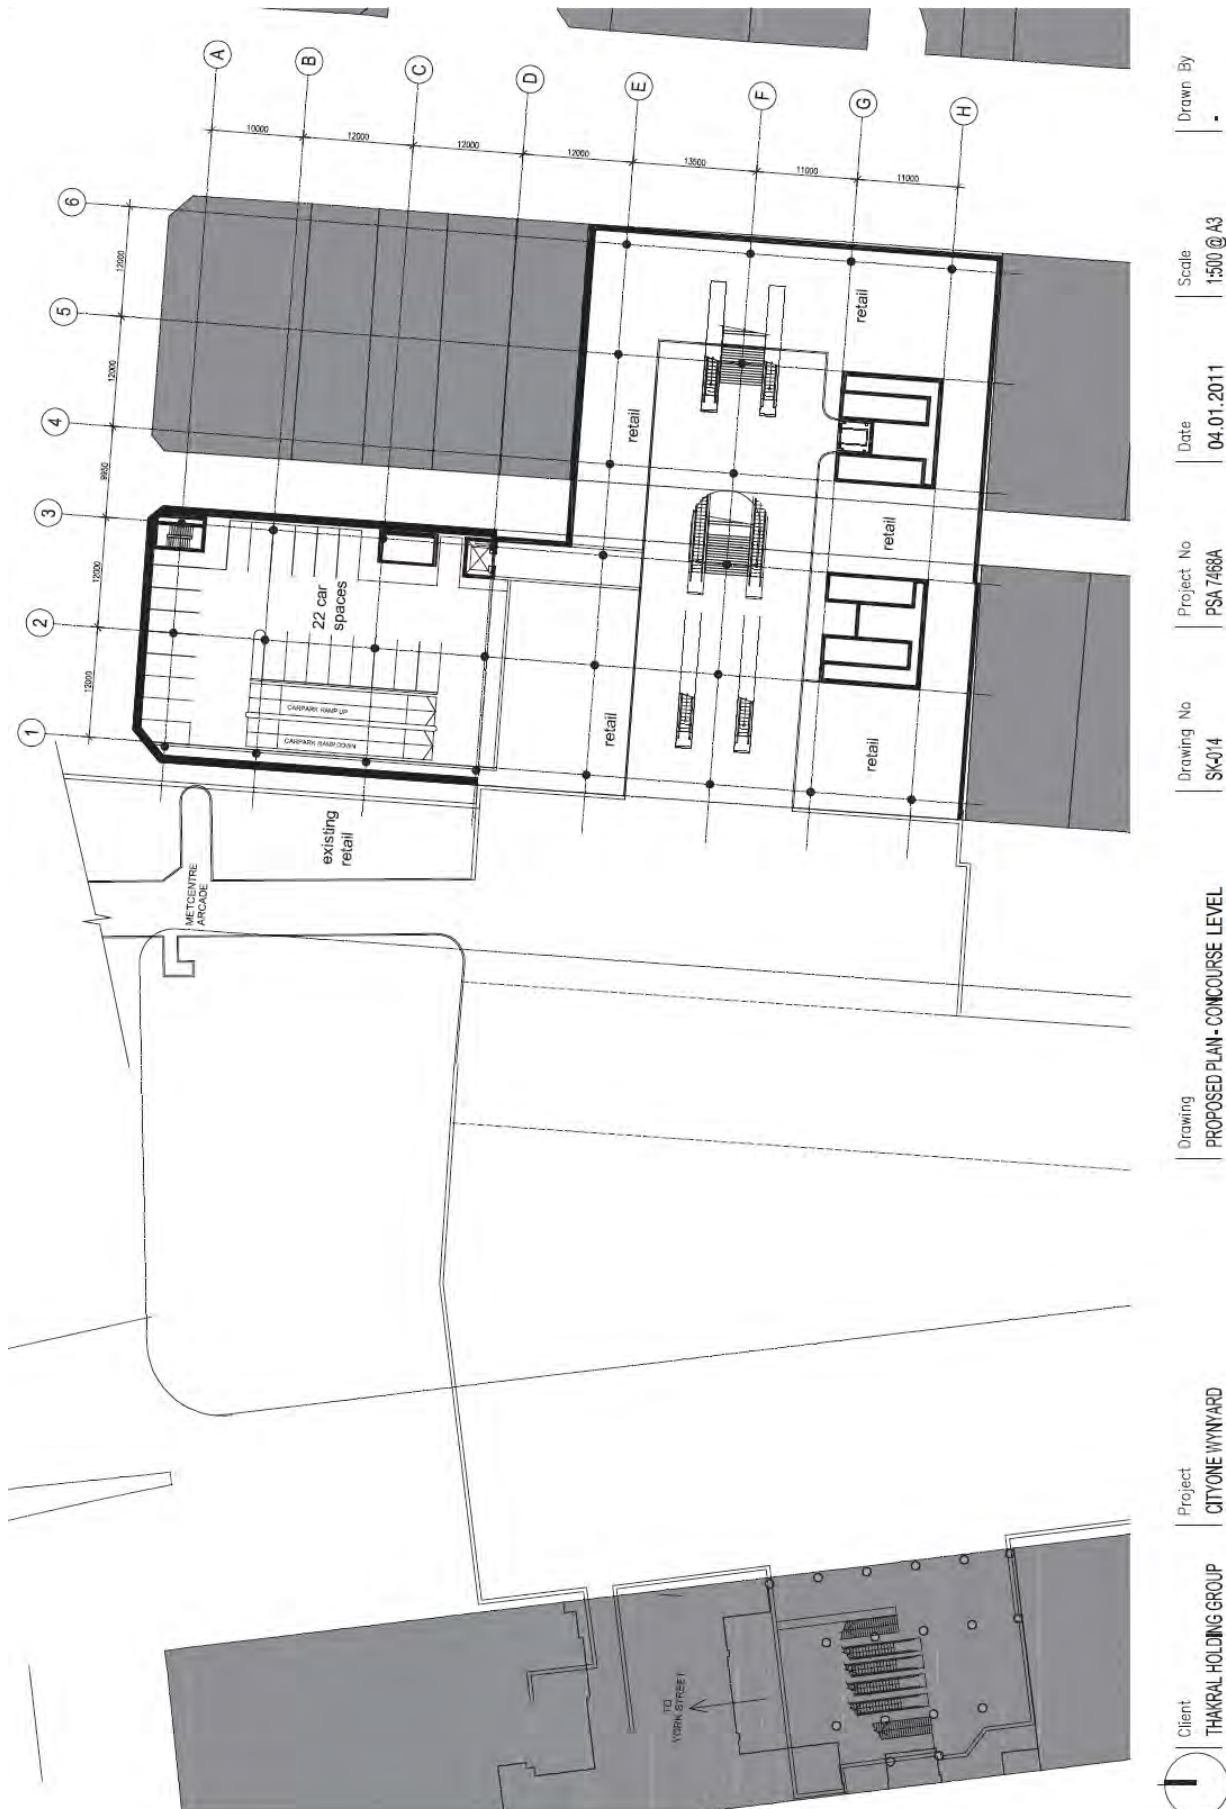 A
B
C
D
E
F
G
H
10000
12000
12000
12000
13500
11000
11000
6
5
4
3
2
1
12000
12000
9950
12000
12000
22 car
spaces
CARPARK RAMP UP
CARPARK RAMP DOWN
existing
retail
METCENTRE
ARCADE
retail
retail
retail
retail
retail
TO
YORK STREET
Client
THAKRAL HOLDING GROUP
Project
CITYONE WYNYARD
Drawing
PROPOSED PLAN - CONCOURSE LEVEL
Drawing No
SK-014
Project No
PSA 7468A
Date
04.01.2011
Scale
1:500 @ A3
Drawn By
-